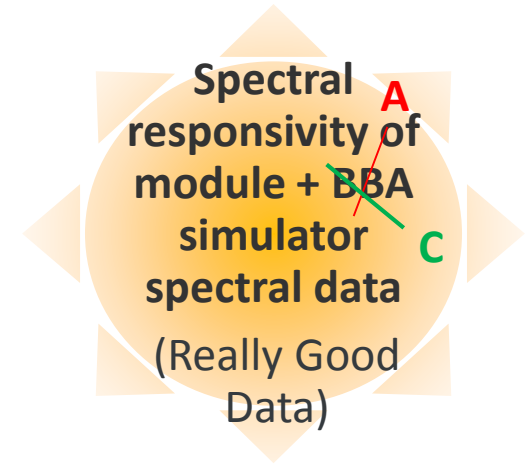 Spectral
A
responsivity of
module + BBA
simulator
C
spectral data
(Really Good
Data)